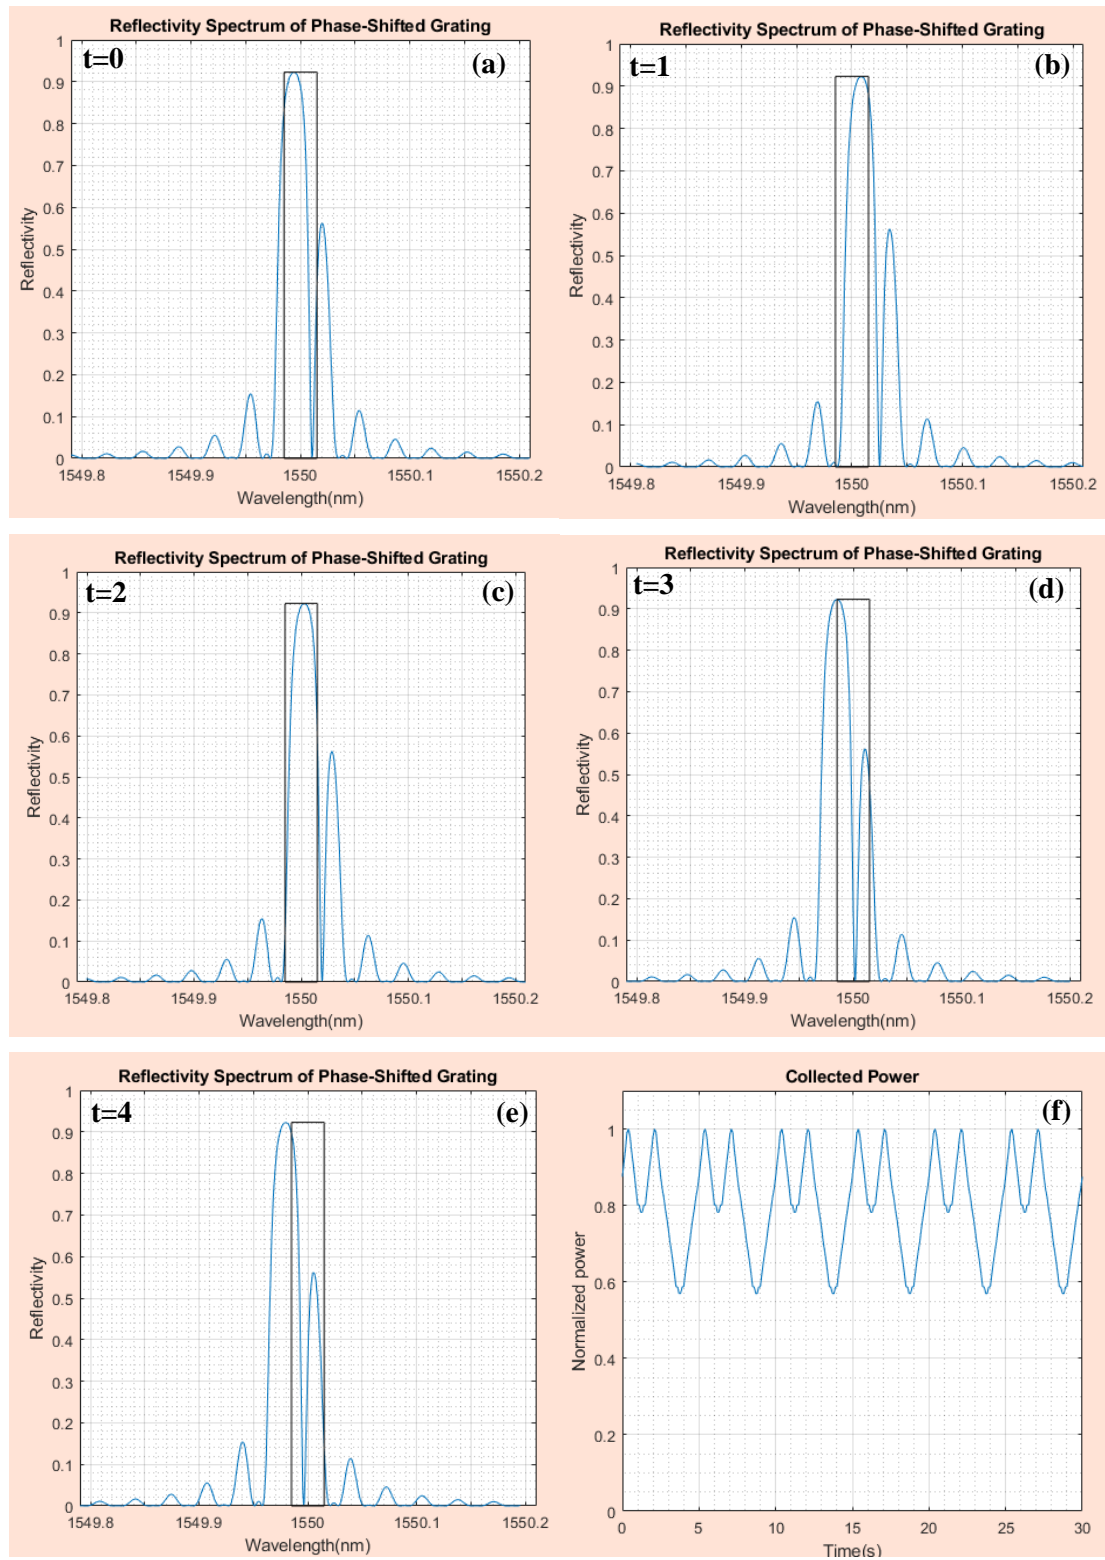 Reflectivity Spectrum of Phase-Shifted Grating
t=0
(a)
1
0.9
0.8
0.7
0.6
0.5
0.4
0.3
0.2
0.1
0
Reflectivity
1549.8 1549.9 1550 1550.1 1550.2
Wavelength(nm)
Reflectivity Spectrum of Phase-Shifted Grating
t=1
(b)
1
0.9
0.8
0.7
0.6
0.5
0.4
0.3
0.2
0.1
0
Reflectivity
1549.8 1549.9 1550 1550.1 1550.2
Wavelength(nm)
Reflectivity Spectrum of Phase-Shifted Grating
t=2
(c)
1
0.9
0.8
0.7
0.6
0.5
0.4
0.3
0.2
0.1
0
Reflectivity
1549.8 1549.9 1550 1550.1 1550.2
Wavelength(nm)
Reflectivity Spectrum of Phase-Shifted Grating
t=3
(d)
1
0.9
0.8
0.7
0.6
0.5
0.4
0.3
0.2
0.1
0
Reflectivity
1549.8 1549.9 1550 1550.1 1550.2
Wavelength(nm)
Reflectivity Spectrum of Phase-Shifted Grating
t=4
(e)
1
0.9
0.8
0.7
0.6
0.5
0.4
0.3
0.2
0.1
0
Reflectivity
1549.8 1549.9 1550 1550.1 1550.2
Wavelength(nm)
Collected Power
(f)
1
0.8
0.6
0.4
0.2
0
Normalized power
0 5 10 15 20 25 30
Time(s)